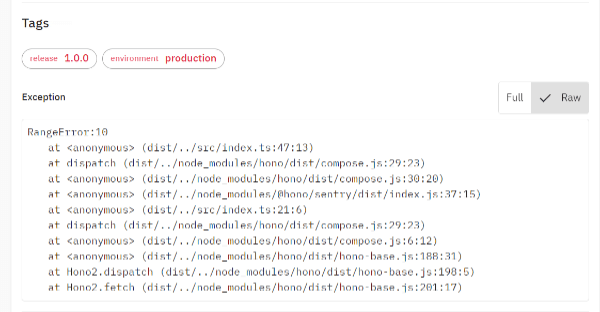 Tags
release 1.0.0 environment production
Exception Full Raw
RangeError:10
at <anonymous> (dist/../src/index.ts:47:13)
at dispatch (dist/../node_modules/hono/dist/compose.js:29:23)
at <anonymous> (dist/../node_modules/hono/dist/compose.js:30:20)
at <anonymous> (dist/../node_modules/@hono/sentry/dist/index.js:37:15)
at <anonymous> (dist/../src/index.ts:21:6)
at dispatch (dist/../node_modules/hono/dist/compose.js:29:23)
at <anonymous> (dist/../node_modules/hono/dist/compose.js:6:12)
at <anonymous> (dist/../node_modules/hono/dist/hono-base.js:188:31)
at Hono2.dispatch (dist/../node_modules/hono/dist/hono-base.js:198:5)
at Hono2.fetch (dist/../node_modules/hono/dist/hono-base.js:201:17)